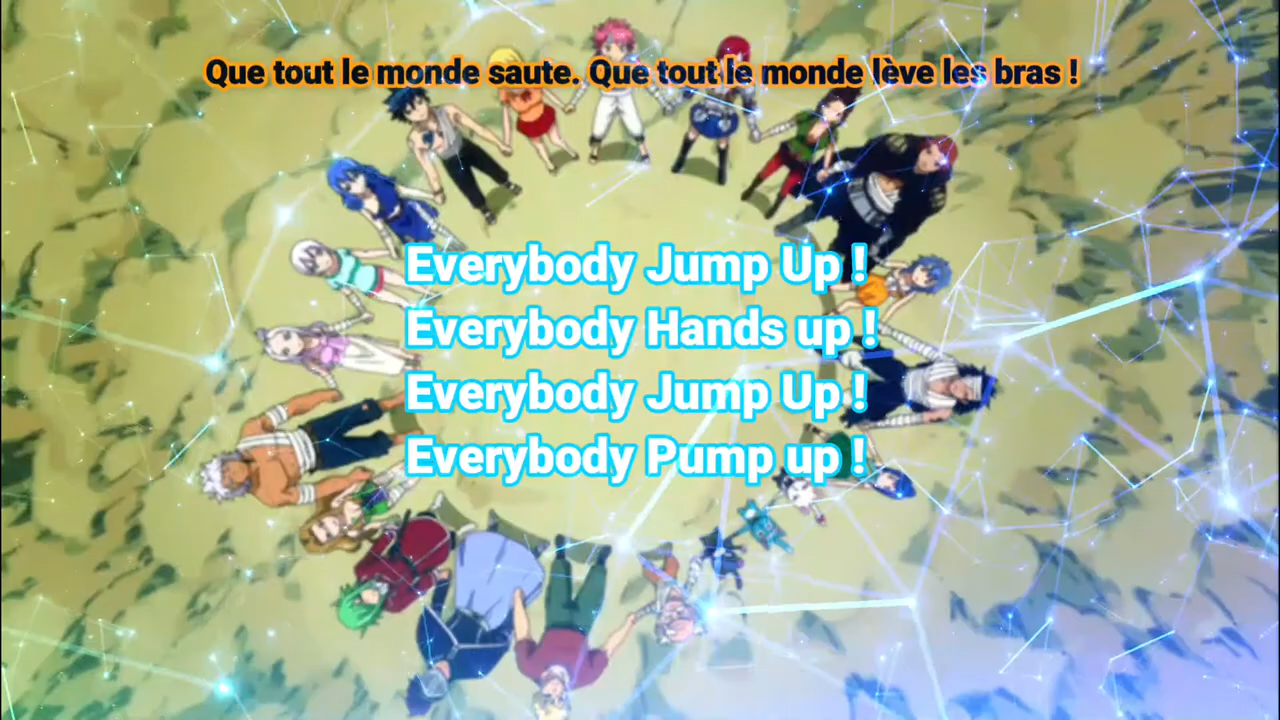 Que tout le monde saute. Que tout le monde lève les bras !
Everybody Jump Up !
Everybody Hands up !
Everybody Jump Up !
Everybody Pump up !